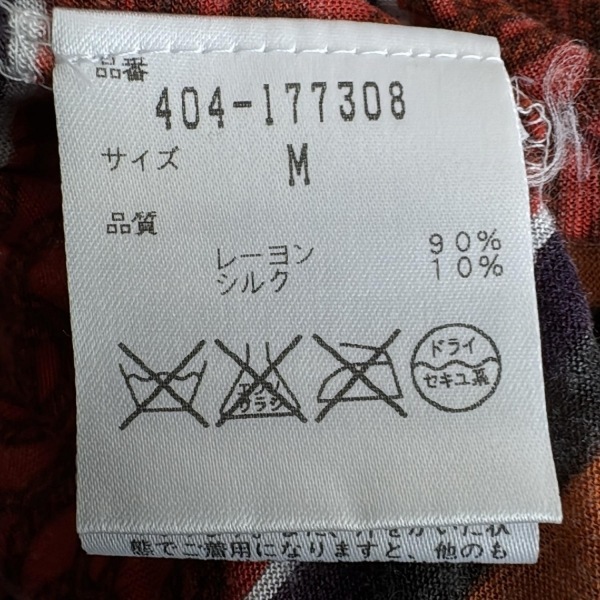 品番
404-177308
サイズ M
品質
レーヨン 90%
シルク 10%
ドライ
セキユ系
態でご着用になりますと、他のも